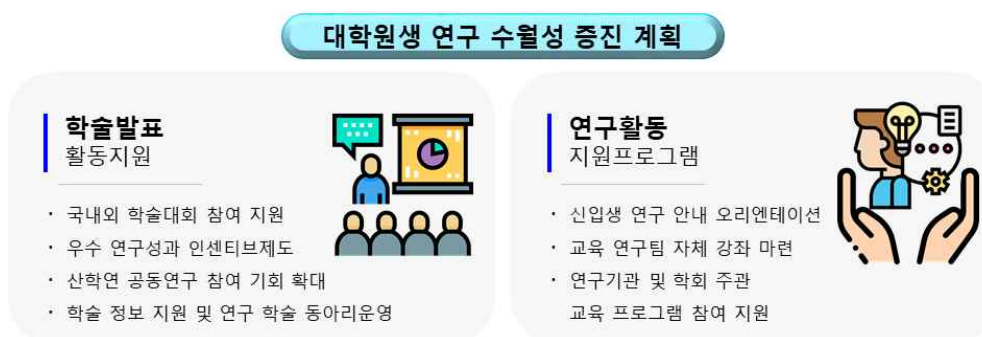 대학원생 연구 수월성 증진 계획
학술발표
활동지원
· 국내외 학술대회 참여 지원
· 우수 연구성과 인센티브제도
· 산학연 공동연구 참여 기회 확대
· 학술 정보 지원 및 연구 학술 동아리운영
연구활동
지원프로그램
· 신입생 연구 안내 오리엔테이션
· 교육 연구팀 자체 강좌 마련
· 연구기관 및 학회 주관
교육 프로그램 참여 지원